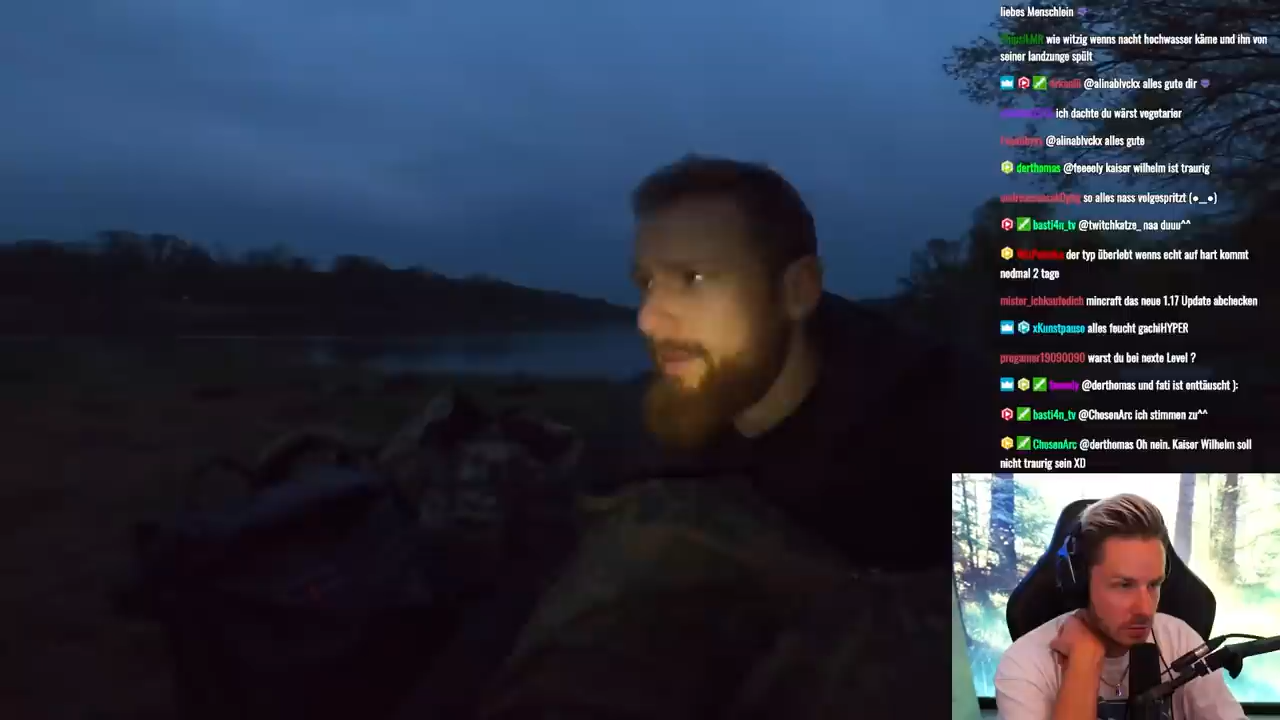 liebes Menschlein
wie witzig wenns nacht hochwasser käme und ihn von
seiner landzunge spült
@alinablvckx alles gute dir
ich dachte du wärst vegetarier
@alinablvckx alles gute
derthomas @feeeely kaiser wilhelm ist traurig
so alles nass volgespritzt (●__●)
basti4n_tv @twitchkatze_ naa duuu^^
der typ überlebt wenns echt auf hart kommt
nedmal 2 tage
mister_ichkaufedich mincraft das neue 1.17 Update abchecken
xKunstpause alles feucht gachiHYPER
progamer19090090 warst du bei nexte Level ?
@derthomas und fati ist enttäuscht ):
basti4n_tv @ChosenArc ich stimmen zu^^
ChosenArc @derthomas Oh nein. Kaiser Wilhelm soll
nicht traurig sein XD